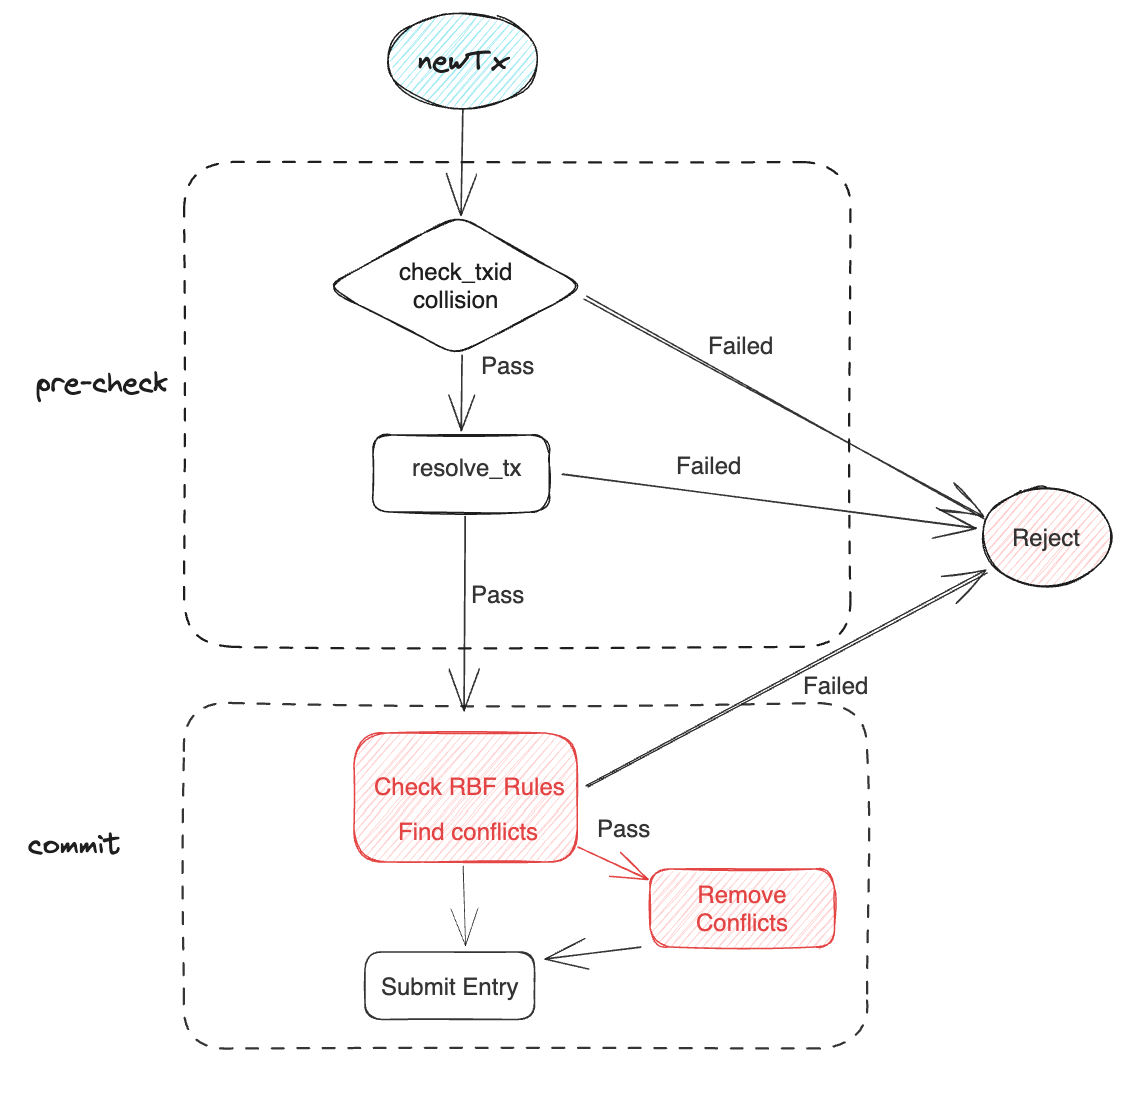 newTx
check_txid
collision
Failed
Pass
pre-check
resolve_tx
Failed
Reject
Pass
Failed
Check RBF Rules
Find conflicts
Pass
commit
Remove
Conflicts
Submit Entry